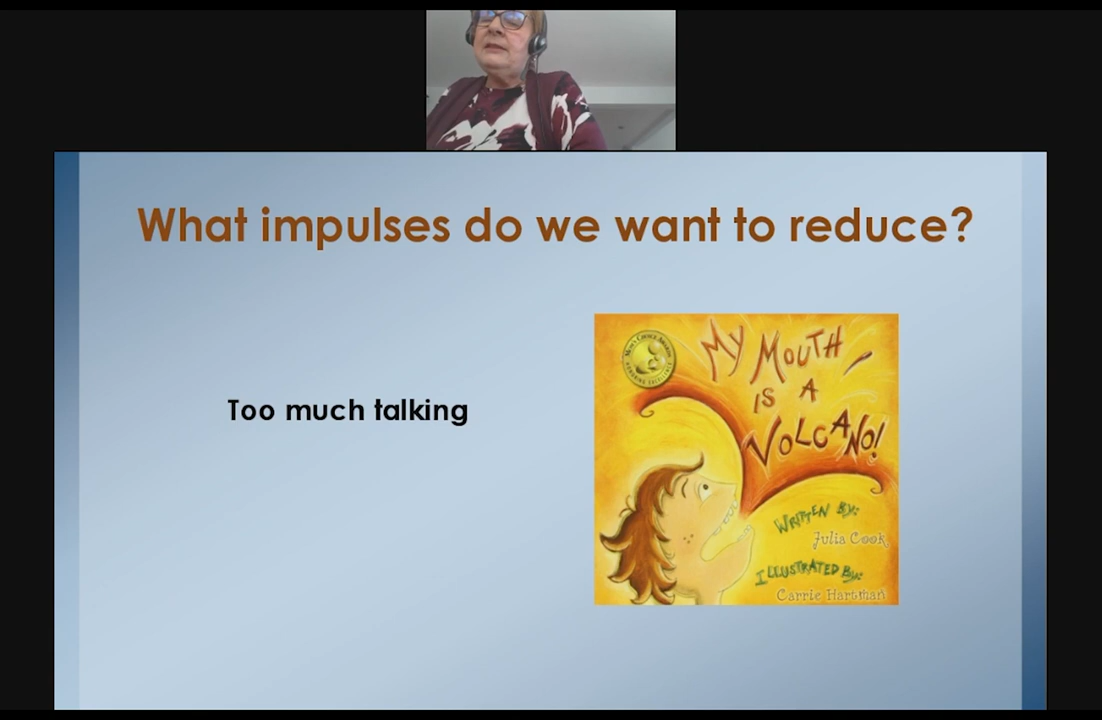 What impulses do we want to reduce?
Too much talking
MY MOUTH
IS A
VOLCANO!
WRITTEN BY:
Julia Cook
ILLUSTRATED BY:
Carrie Hartman